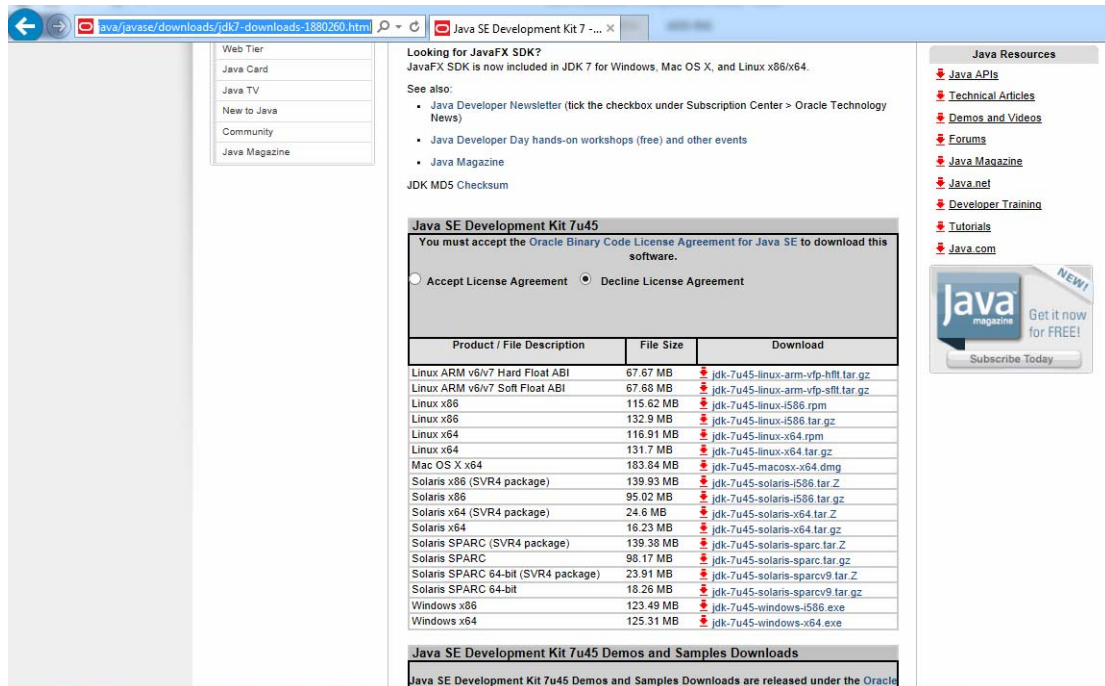 java/javase/downloads/jdk7-downloads-1880260.html
Java SE Development Kit 7 -...
Web Tier
Java Card
Java TV
New to Java
Community
Java Magazine
Looking for JavaFX SDK?
JavaFX SDK is now included in JDK 7 for Windows, Mac OS X, and Linux x86/x64.
See also:
Java Developer Newsletter (tick the checkbox under Subscription Center > Oracle Technology
News)
Java Developer Day hands-on workshops (free) and other events
Java Magazine
JDK MD5 Checksum
Java SE Development Kit 7u45
You must accept the Oracle Binary Code License Agreement for Java SE to download this
software.
Accept License Agreement Decline License Agreement
Product / File Description File Size Download
Linux ARM v6/v7 Hard Float ABI 67.67 MB jdk-7u45-linux-arm-vfp-hflt.tar.gz
Linux ARM v6/v7 Soft Float ABI 67.68 MB jdk-7u45-linux-arm-vfp-sflt.tar.gz
Linux x86 115.62 MB jdk-7u45-linux-i586.rpm
Linux x86 132.9 MB jdk-7u45-linux-i586.tar.gz
Linux x64 116.91 MB jdk-7u45-linux-x64.rpm
Linux x64 131.7 MB jdk-7u45-linux-x64.tar.gz
Mac OS X x64 183.84 MB jdk-7u45-macosx-x64.dmg
Solaris x86 (SVR4 package) 139.93 MB jdk-7u45-solaris-i586.tar.Z
Solaris x86 95.02 MB jdk-7u45-solaris-i586.tar.gz
Solaris x64 (SVR4 package) 24.6 MB jdk-7u45-solaris-x64.tar.Z
Solaris x64 16.23 MB jdk-7u45-solaris-x64.tar.gz
Solaris SPARC (SVR4 package) 139.38 MB jdk-7u45-solaris-sparc.tar.Z
Solaris SPARC 98.17 MB jdk-7u45-solaris-sparc.tar.gz
Solaris SPARC 64-bit (SVR4 package) 23.91 MB jdk-7u45-solaris-sparcv9.tar.Z
Solaris SPARC 64-bit 18.26 MB jdk-7u45-solaris-sparcv9.tar.gz
Windows x86 123.49 MB jdk-7u45-windows-i586.exe
Windows x64 125.31 MB jdk-7u45-windows-x64.exe
Java SE Development Kit 7u45 Demos and Samples Downloads
Java SE Development Kit 7u45 Demos and Samples Downloads are released under the Oracle
Java Resources
Java APIs
Technical Articles
Demos and Videos
Forums
Java Magazine
Java.net
Developer Training
Tutorials
Java.com
NEW!
Java
magazine
Get it now
for FREE!
Subscribe Today